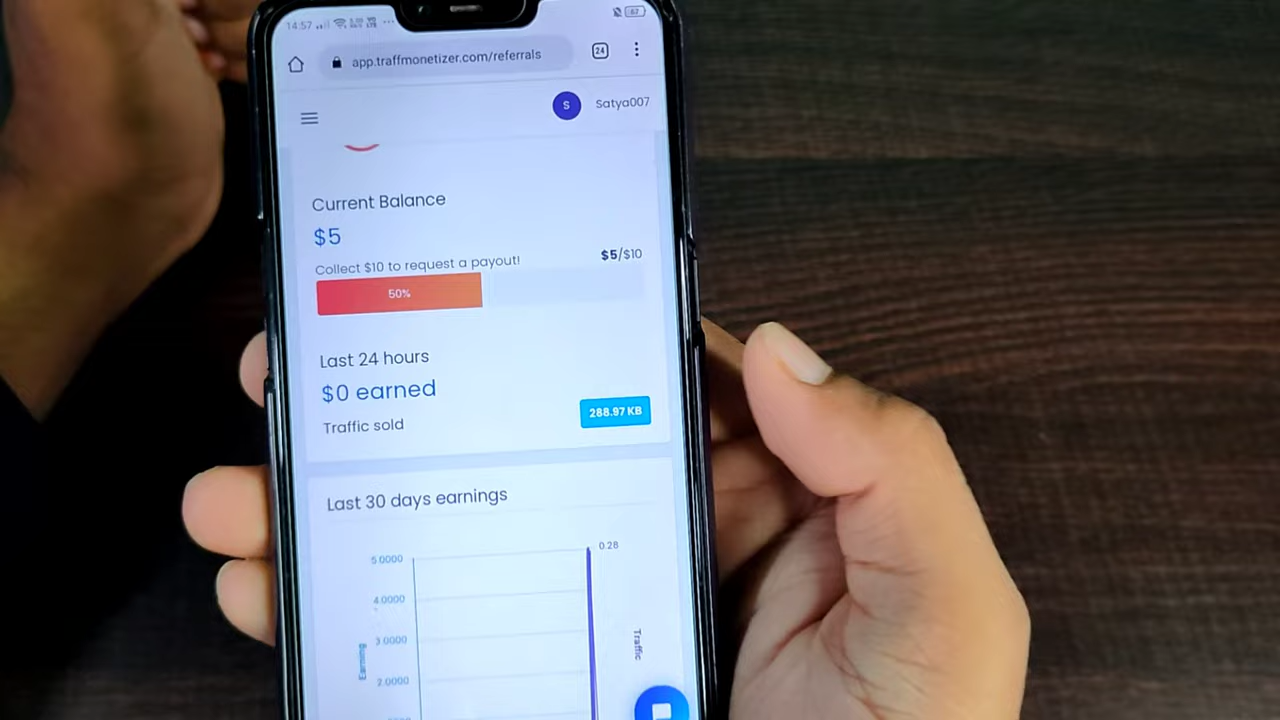 14:57
62
app.traffmonetizer.com/referrals
24
S Satya007
Current Balance
$5
Collect $10 to request a payout! $5/$10
50%
Last 24 hours
$0 earned
Traffic sold 288.97 KB
Last 30 days earnings
5.0000 0.28
4.0000
3.0000
Earning Traffic
2.0000